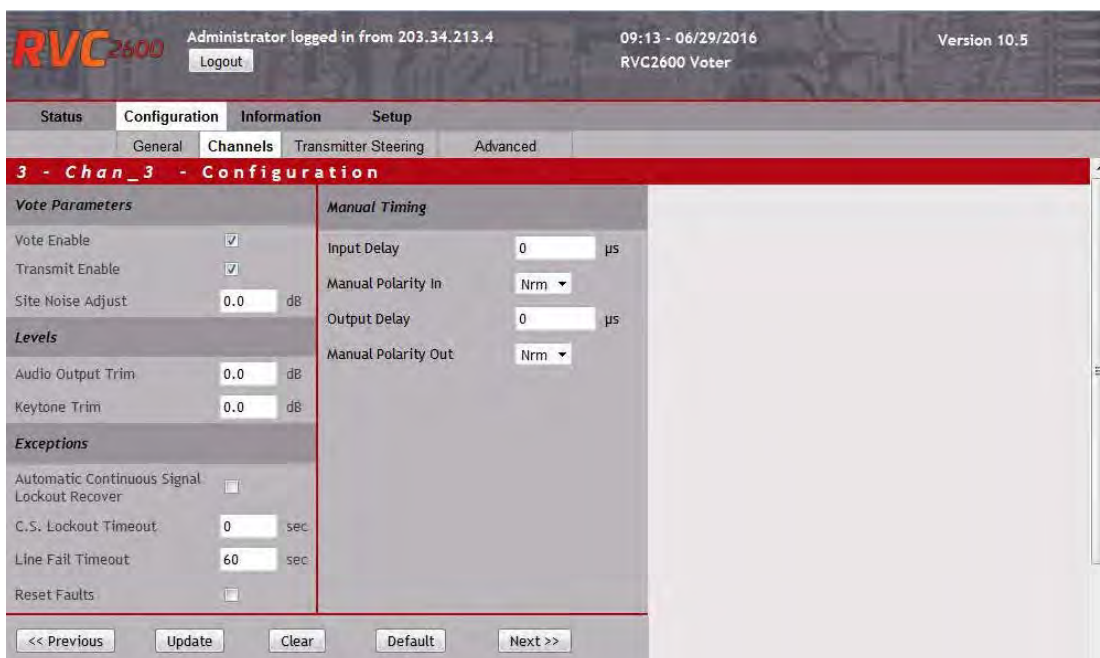 RVC2600
Administrator logged in from 203.34.213.4
Logout
09:13 - 06/29/2016
RVC2600 Voter
Version 10.5
Status Configuration Information Setup
General Channels Transmitter Steering Advanced
3 - Chan_3 - Configuration
Vote Parameters
Vote Enable
Transmit Enable
Site Noise Adjust 0.0 dB
Levels
Audio Output Trim 0.0 dB
Keytone Trim 0.0 dB
Exceptions
Automatic Continuous Signal
Lockout Recover
C.S. Lockout Timeout 0 sec
Line Fail Timeout 60 sec
Reset Faults
Manual Timing
Input Delay 0 µs
Manual Polarity In Nrm
Output Delay 0 µs
Manual Polarity Out Nrm
<< Previous Update Clear Default Next >>